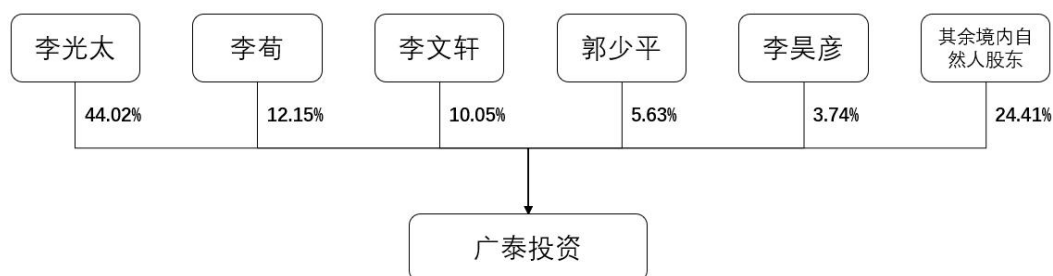 李光太
李荀
李文轩
郭少平
李昊彦
其余境内自
然人股东
44.02%
12.15%
10.05%
5.63%
3.74%
24.41%
广泰投资